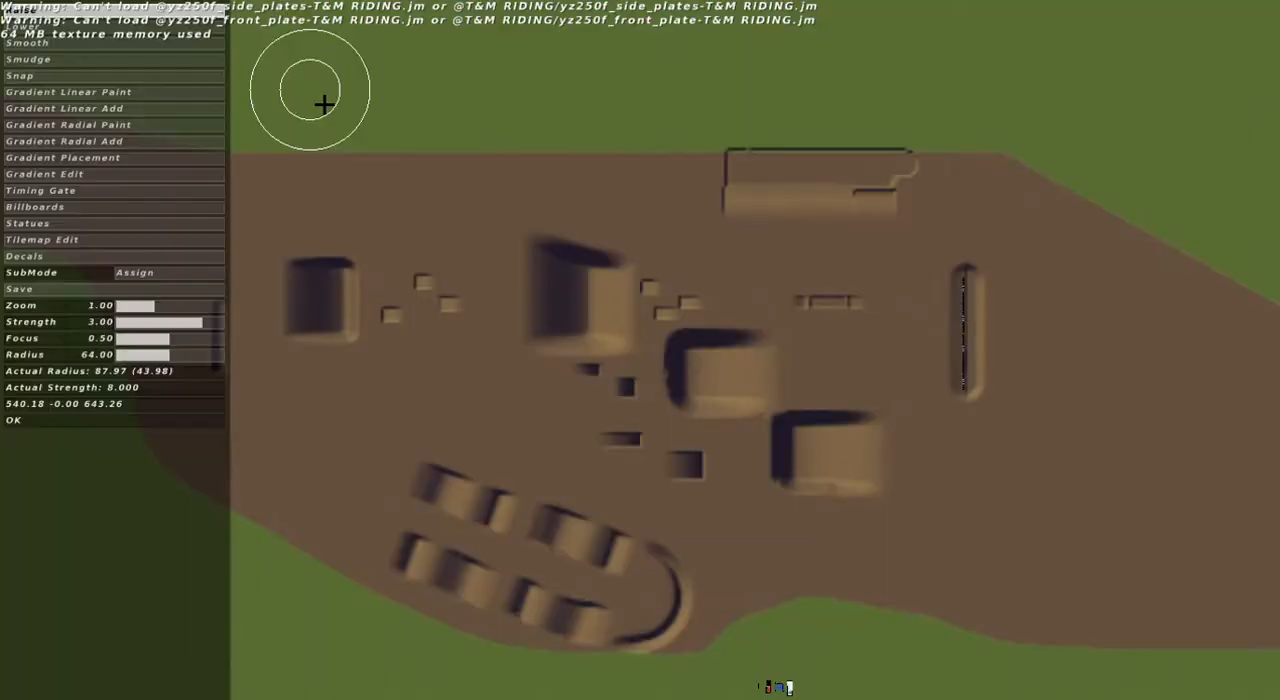 Warning: Can't load @yz250f_side_plates-T&M RIDING.jm or @T&M RIDING/yz250f_side_plates-T&M RIDING.jm
Warning: Can't load @yz250f_front_plate-T&M RIDING.jm or @T&M RIDING/yz250f_front_plate-T&M RIDING.jm
64 MB texture memory used
Raise
Lower
Smooth
Smudge
Snap
Gradient Linear Paint
Gradient Linear Add
Gradient Radial Paint
Gradient Radial Add
Gradient Placement
Gradient Edit
Timing Gate
Billboards
Statues
Tilemap Edit
Decals
SubMode Assign
Save
Zoom 1.00
Strength 3.00
Focus 0.50
Radius 64.00
Actual Radius: 87.97 (43.98)
Actual Strength: 8.000
540.18 -0.00 643.26
OK